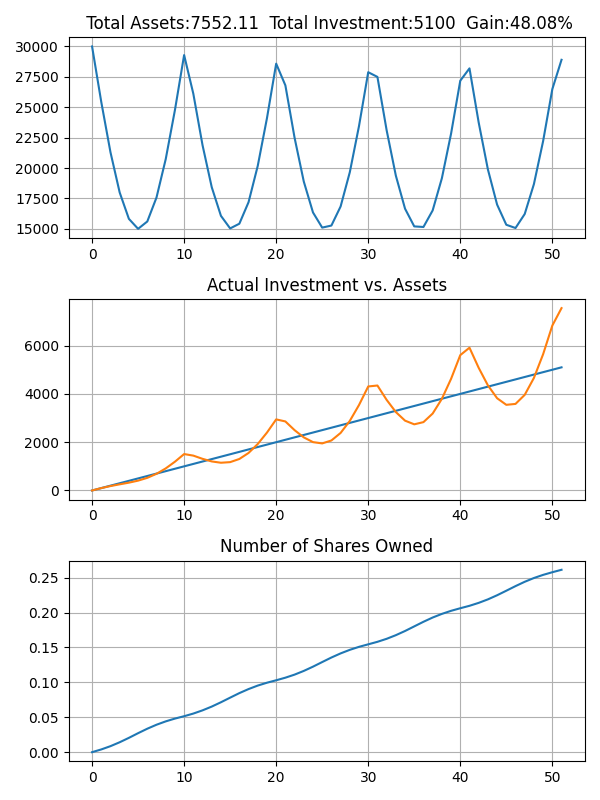 Total Assets:7552.11 Total Investment:5100 Gain:48.08%
30000
27500
25000
22500
20000
17500
15000
0 10 20 30 40 50
Actual Investment vs. Assets
6000
4000
2000
0
0 10 20 30 40 50
Number of Shares Owned
0.25
0.20
0.15
0.10
0.05
0.00
0 10 20 30 40 50